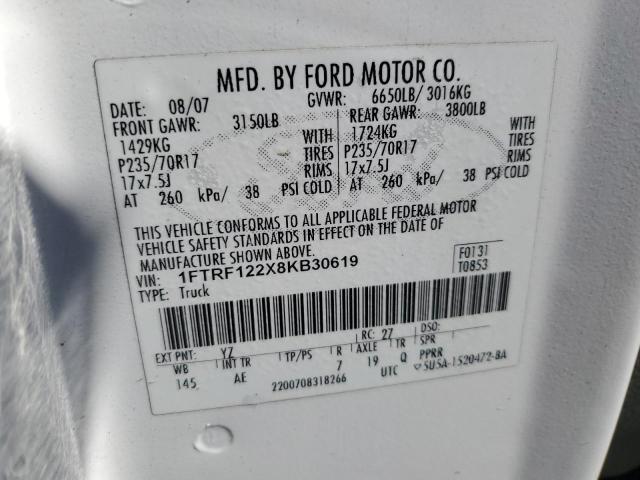 MFD. BY FORD MOTOR CO.
DATE: 08/07 GVWR: 6650LB/ 3016KG
FRONT GAWR: 3150LB REAR GAWR: 3800LB
1429KG WITH 1724KG WITH
P235/70R17 TIRES P235/70R17 TIRES
17x7.5J RIMS 17x7.5J RIMS
AT 260 kPa/ 38 PSI COLD AT 260 kPa/ 38 PSI COLD
THIS VEHICLE CONFORMS TO ALL APPLICABLE FEDERAL MOTOR
VEHICLE SAFETY STANDARDS IN EFFECT ON THE DATE OF
MANUFACTURE SHOWN ABOVE.
VIN: 1FTRF122X8KB30619 F0131
TYPE: Truck T0853
EXT PNT: YZ RC: 27 DSO:
WB INT TR TP/PS R AXLE TR SPR
145 AE 7 19 Q PPRR
2200708318266 UTC 5U5A-1520472-BA